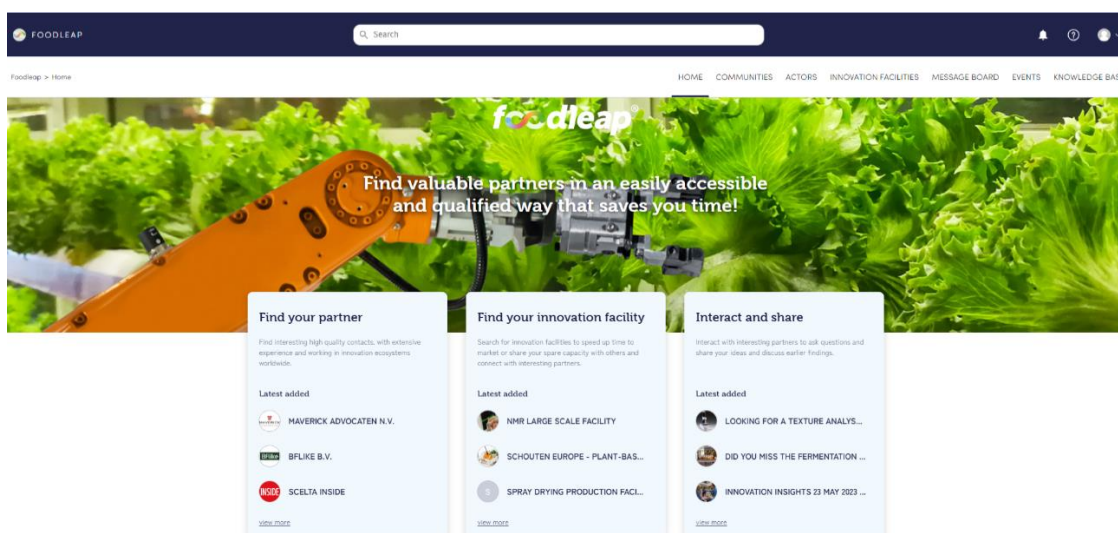 FOODLEAP
Search
Foodleap > Home
HOME COMMUNITIES ACTORS INNOVATION FACILITIES MESSAGE BOARD EVENTS KNOWLEDGE BAS
foodleap®
Find valuable partners in an easily accessible
and qualified way that saves you time!
Find your partner
Find interesting high quality contacts, with extensive
experience and working in innovation ecosystems
worldwide.
Latest added
MAVERICK ADVOCATEN N.V.
BFLIKE B.V.
INSIDE
SCELTA INSIDE
view more
Find your innovation facility
Search for innovation facilities to speed up time to
market or share your spare capacity with others and
connect with interesting partners.
Latest added
NMR LARGE SCALE FACILITY
SCHOUTEN EUROPE - PLANT-BAS...
S
SPRAY DRYING PRODUCTION FACI...
view more
Interact and share
Interact with interesting partners to ask questions and
share your ideas and discuss earlier findings.
Latest added
LOOKING FOR A TEXTURE ANALYS...
DID YOU MISS THE FERMENTATION ...
INNOVATION INSIGHTS 23 MAY 2023 ...
view more